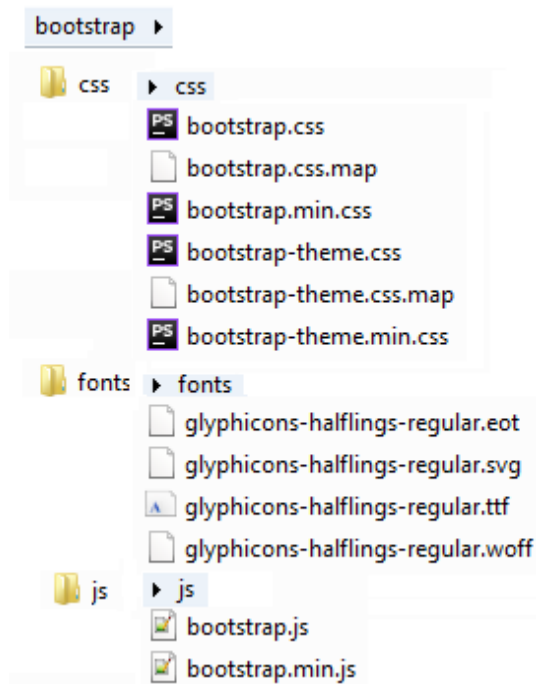 bootstrap
css css
bootstrap.css
bootstrap.css.map
bootstrap.min.css
bootstrap-theme.css
bootstrap-theme.css.map
bootstrap-theme.min.css
fonts fonts
glyphicons-halflings-regular.eot
glyphicons-halflings-regular.svg
glyphicons-halflings-regular.ttf
glyphicons-halflings-regular.woff
js js
bootstrap.js
bootstrap.min.js